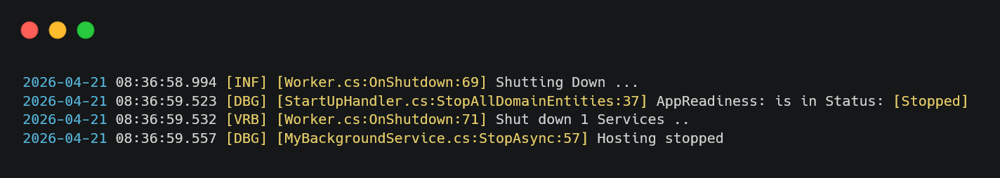 2026-04-21 08:36:58.994 [INF] [Worker.cs:OnShutdown:69] Shutting Down ...
2026-04-21 08:36:59.523 [DBG] [StartUpHandler.cs:StopAllDomainEntities:37] AppReadiness: is in Status: [Stopped]
2026-04-21 08:36:59.532 [VRB] [Worker.cs:OnShutdown:71] Shut down 1 Services ..
2026-04-21 08:36:59.557 [DBG] [MyBackgroundService.cs:StopAsync:57] Hosting stopped